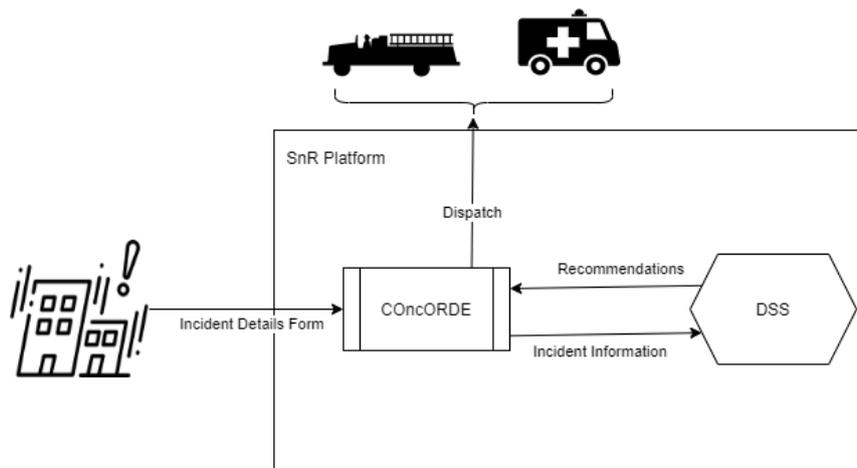 SnR Platform
Dispatch
Recommendations
COncORDE
DSS
Incident Details Form
Incident Information